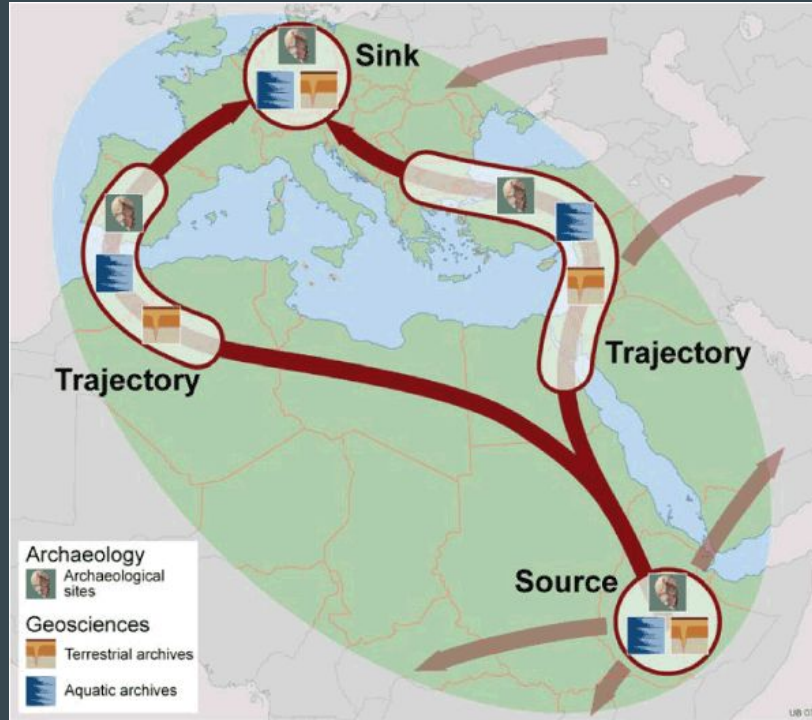 Sink
Trajectory
Trajectory
Source
Archaeology
Archaeological
sites
Geosciences
Terrestrial archives
Aquatic archives